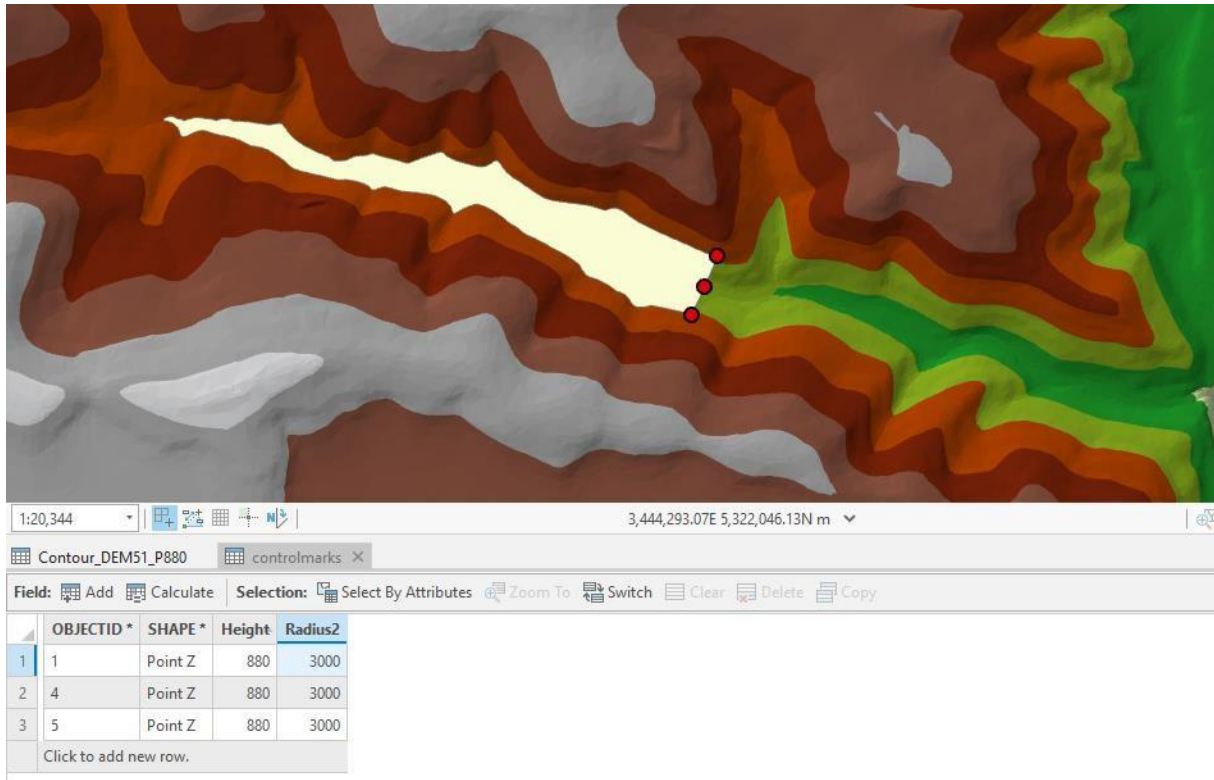 1:20,344 3,444,293.07E 5,322,046.13N m
Contour_DEM51_P880 controlmarks
Field: Add Calculate Selection: Select By Attributes Zoom To Switch Clear Delete Copy
OBJECTID * SHAPE * Height Radius2
1 1 Point Z 880 3000
2 4 Point Z 880 3000
3 5 Point Z 880 3000
Click to add new row.